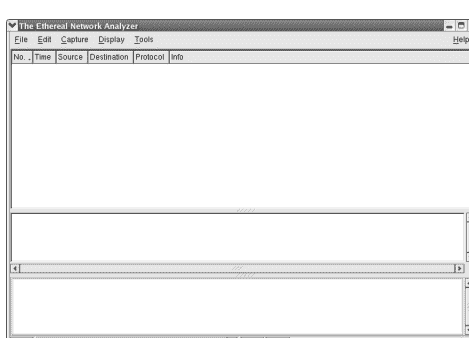 The Ethereal Network Analyzer
File Edit Capture Display Tools Help
No. Time Source Destination Protocol Info